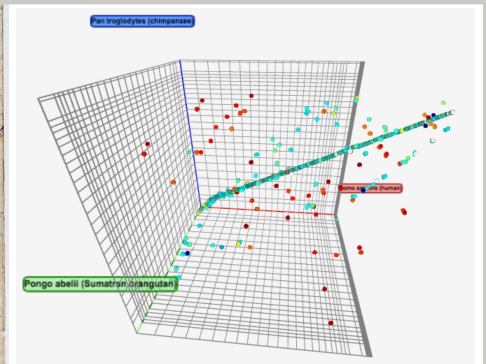 Pan troglodytes (chimpanzee)
Homo sapiens (human)
Pongo abelii (Sumatran orangutan)